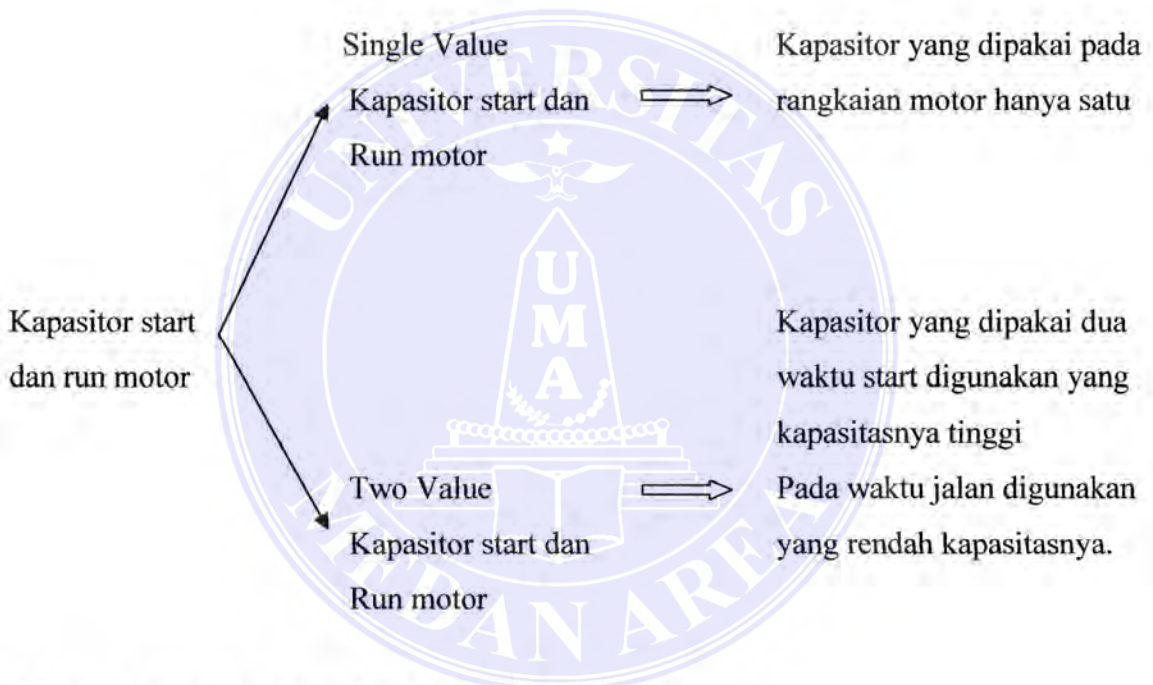 Single Value
Kapasitor start dan
Run motor
Kapasitor yang dipakai pada
rangkaian motor hanya satu
Kapasitor start
dan run motor
Two Value
Kapasitor start dan
Run motor
Kapasitor yang dipakai dua
waktu start digunakan yang
kapasitasnya tinggi
Pada waktu jalan digunakan
yang rendah kapasitasnya.
UNIVERSITAS
UMA
MEDAN AREA